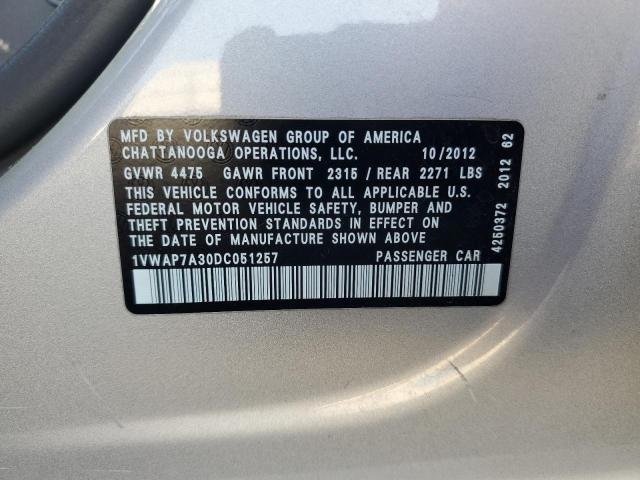 MFD BY VOLKSWAGEN GROUP OF AMERICA
CHATTANOOGA OPERATIONS, LLC. 10/2012
GVWR 4475 GAWR FRONT 2315 / REAR 2271 LBS
THIS VEHICLE CONFORMS TO ALL APPLICABLE U.S.
FEDERAL MOTOR VEHICLE SAFETY, BUMPER AND
THEFT PREVENTION STANDARDS IN EFFECT ON
THE DATE OF MANUFACTURE SHOWN ABOVE
1VWAP7A30DC051257 PASSENGER CAR
4250372 2012 62